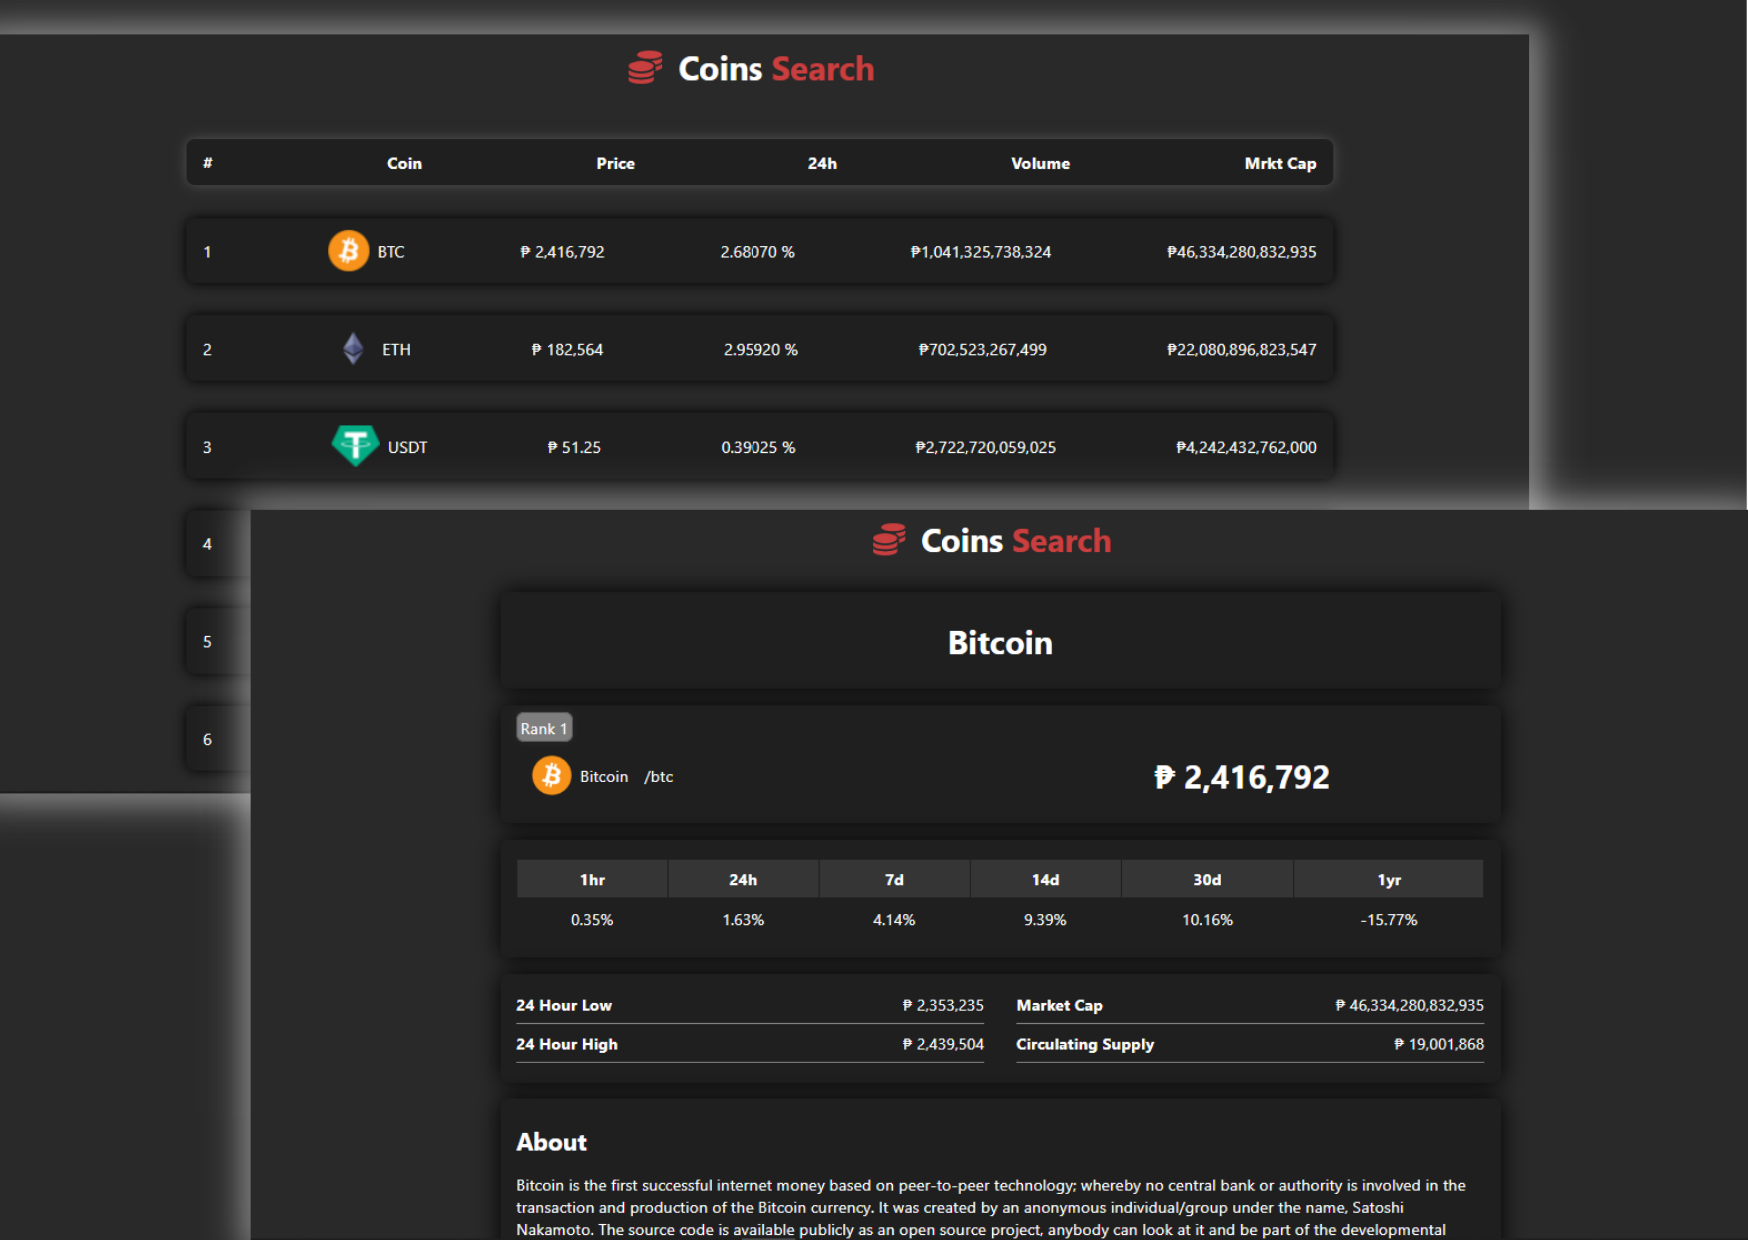 Coins Search
# Coin Price 24h Volume Mrkt Cap
1 BTC ₱ 2,416,792 2.68070 % ₱1,041,325,738,324 ₱46,334,280,832,935
2 ETH ₱ 182,564 2.95920 % ₱702,523,267,499 ₱22,080,896,823,547
3 USDT ₱ 51.25 0.39025 % ₱2,722,720,059,025 ₱4,242,432,762,000
4
5
6
Coins Search
Bitcoin
Rank 1
Bitcoin /btc ₱ 2,416,792
1hr 24h 7d 14d 30d 1yr
0.35% 1.63% 4.14% 9.39% 10.16% -15.77%
24 Hour Low ₱ 2,353,235 Market Cap ₱ 46,334,280,832,935
24 Hour High ₱ 2,439,504 Circulating Supply ₱ 19,001,868
About
Bitcoin is the first successful internet money based on peer-to-peer technology; whereby no central bank or authority is involved in the
transaction and production of the Bitcoin currency. It was created by an anonymous individual/group under the name, Satoshi
Nakamoto. The source code is available publicly as an open source project, anybody can look at it and be part of the developmental